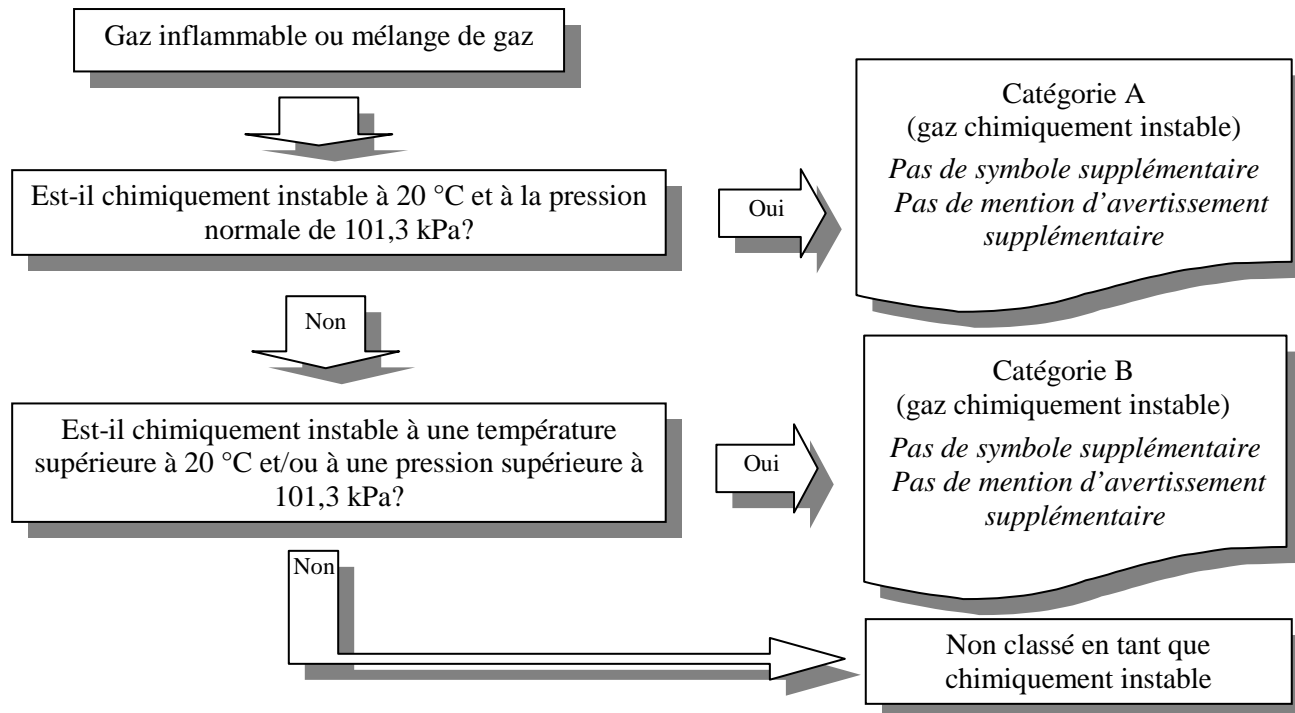 Gaz inflammable ou mélange de gaz
Est-il chimiquement instable à 20 °C et à la pression
normale de 101,3 kPa?
Oui
Catégorie A
(gaz chimiquement instable)
Pas de symbole supplémentaire
Pas de mention d’avertissement
supplémentaire
Non
Est-il chimiquement instable à une température
supérieure à 20 °C et/ou à une pression supérieure à
101,3 kPa?
Oui
Catégorie B
(gaz chimiquement instable)
Pas de symbole supplémentaire
Pas de mention d’avertissement
supplémentaire
Non
Non classé en tant que
chimiquement instable